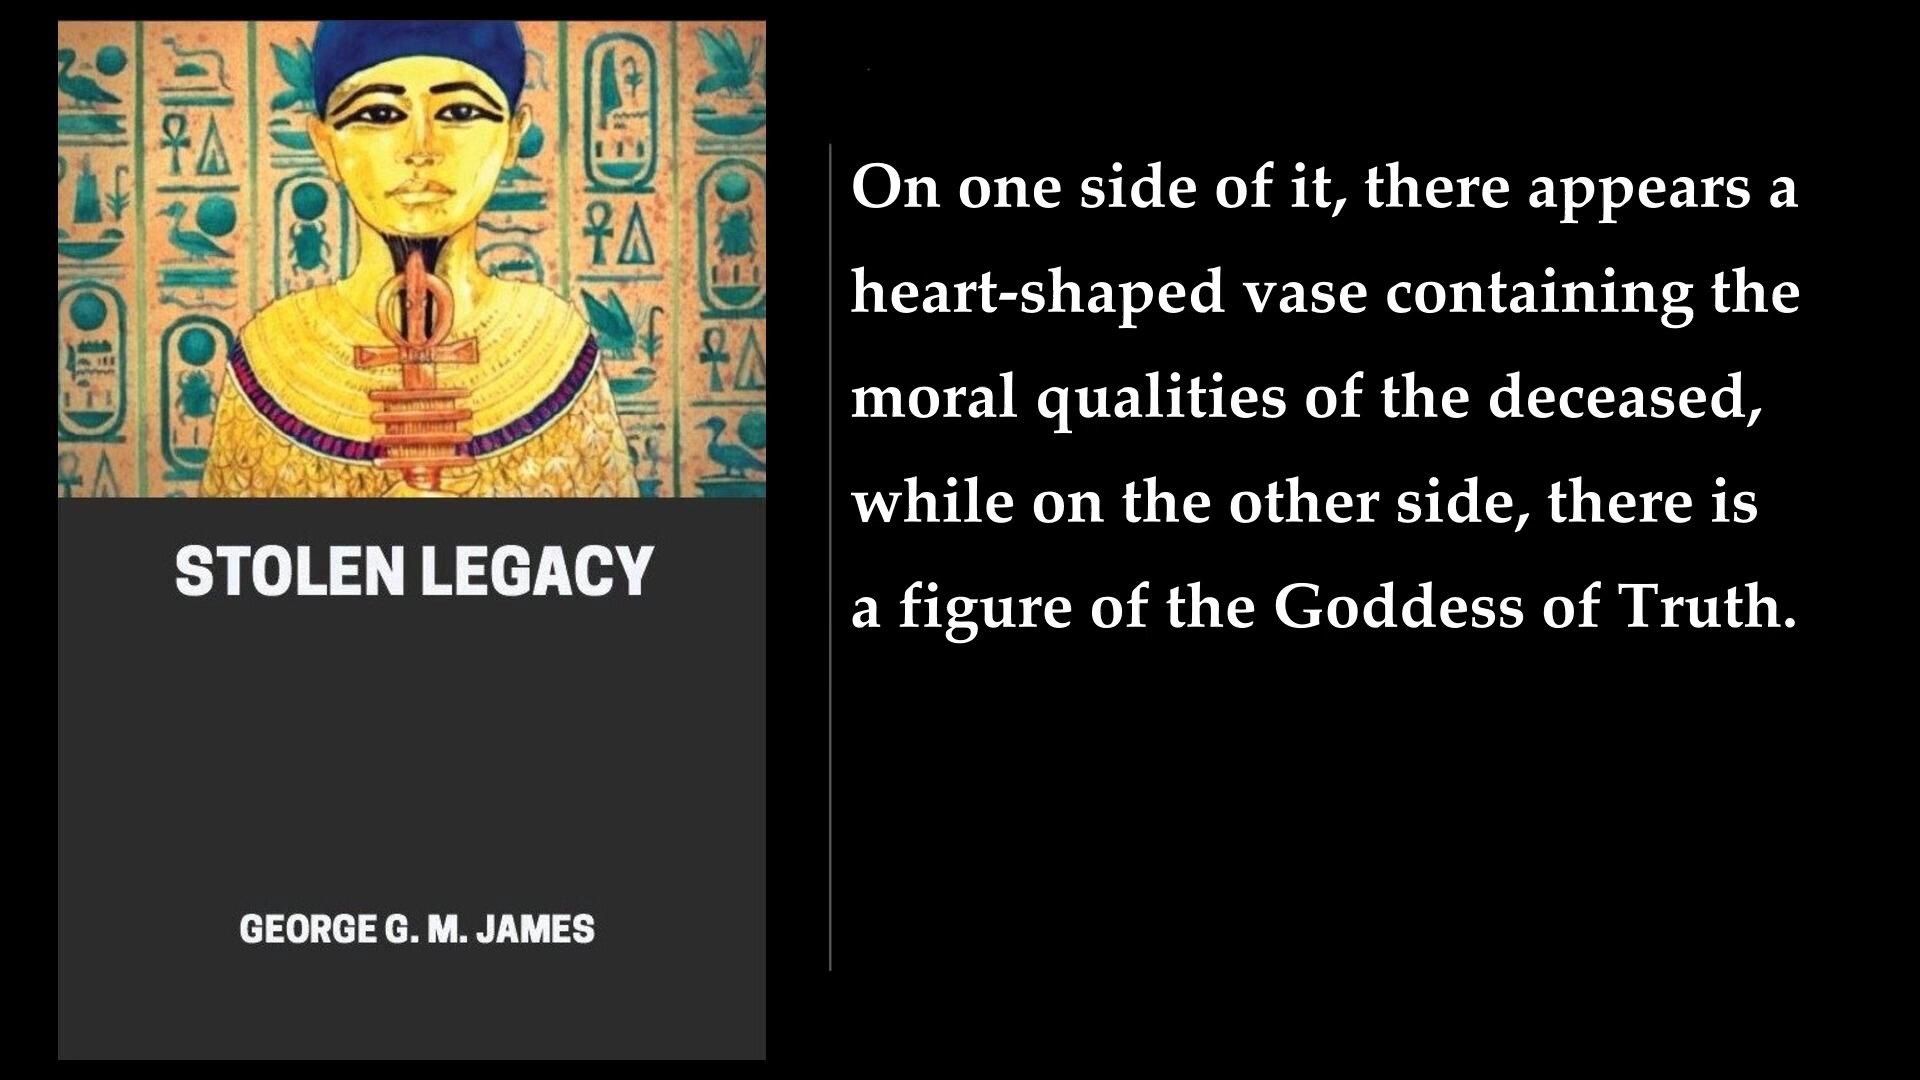 STOLEN LEGACY
GEORGE G. M. JAMES
On one side of it, there appears a
heart-shaped vase containing the
moral qualities of the deceased,
while on the other side, there is
a figure of the Goddess of Truth.